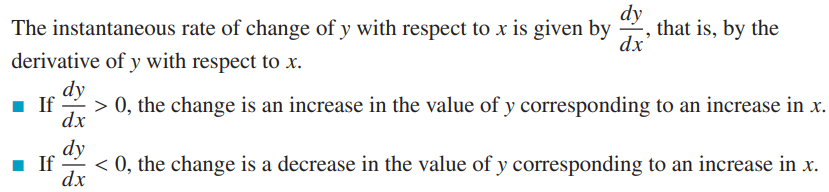 The instantaneous rate of change of y with respect to x is given by dy/dx, that is, by the
derivative of y with respect to x.
■ If dy/dx > 0, the change is an increase in the value of y corresponding to an increase in x.
■ If dy/dx < 0, the change is a decrease in the value of y corresponding to an increase in x.